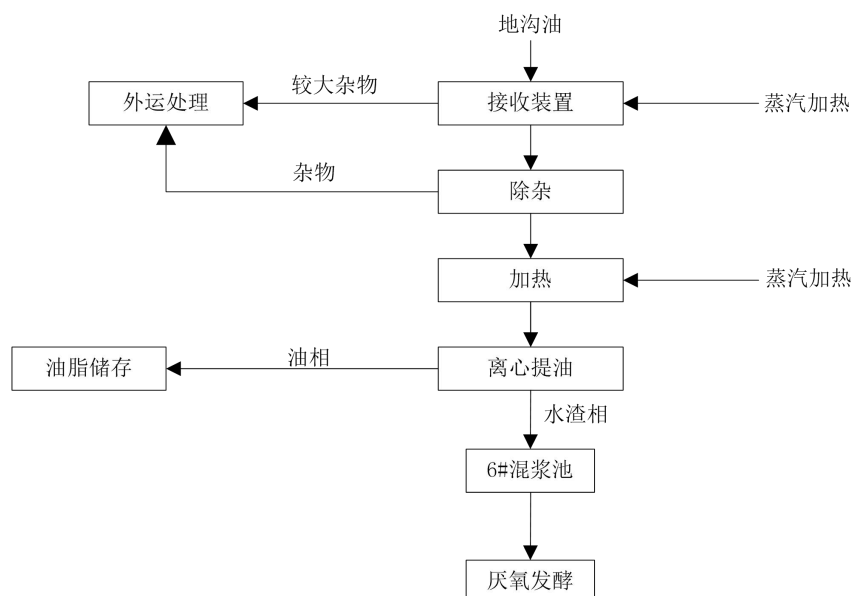 地沟油
外运处理
较大杂物
接收装置
蒸汽加热
杂物
除杂
加热
蒸汽加热
油脂储存
油相
离心提油
水渣相
6#混浆池
厌氧发酵